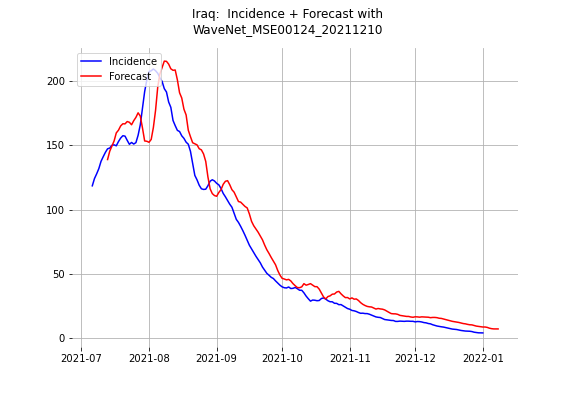 Iraq:  Incidence + Forecast with
WaveNet_MSE00124_20211210
Incidence
Forecast
200
150
100
50
0
2021-07 2021-08 2021-09 2021-10 2021-11 2021-12 2022-01